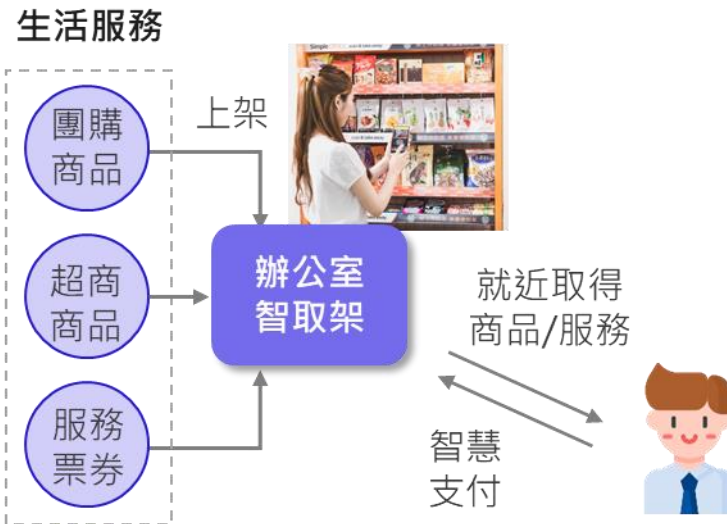 生活服務
團購
商品
上架
超商
商品
辦公室
智取架
服務
票券
就近取得
商品/服務
智慧
支付